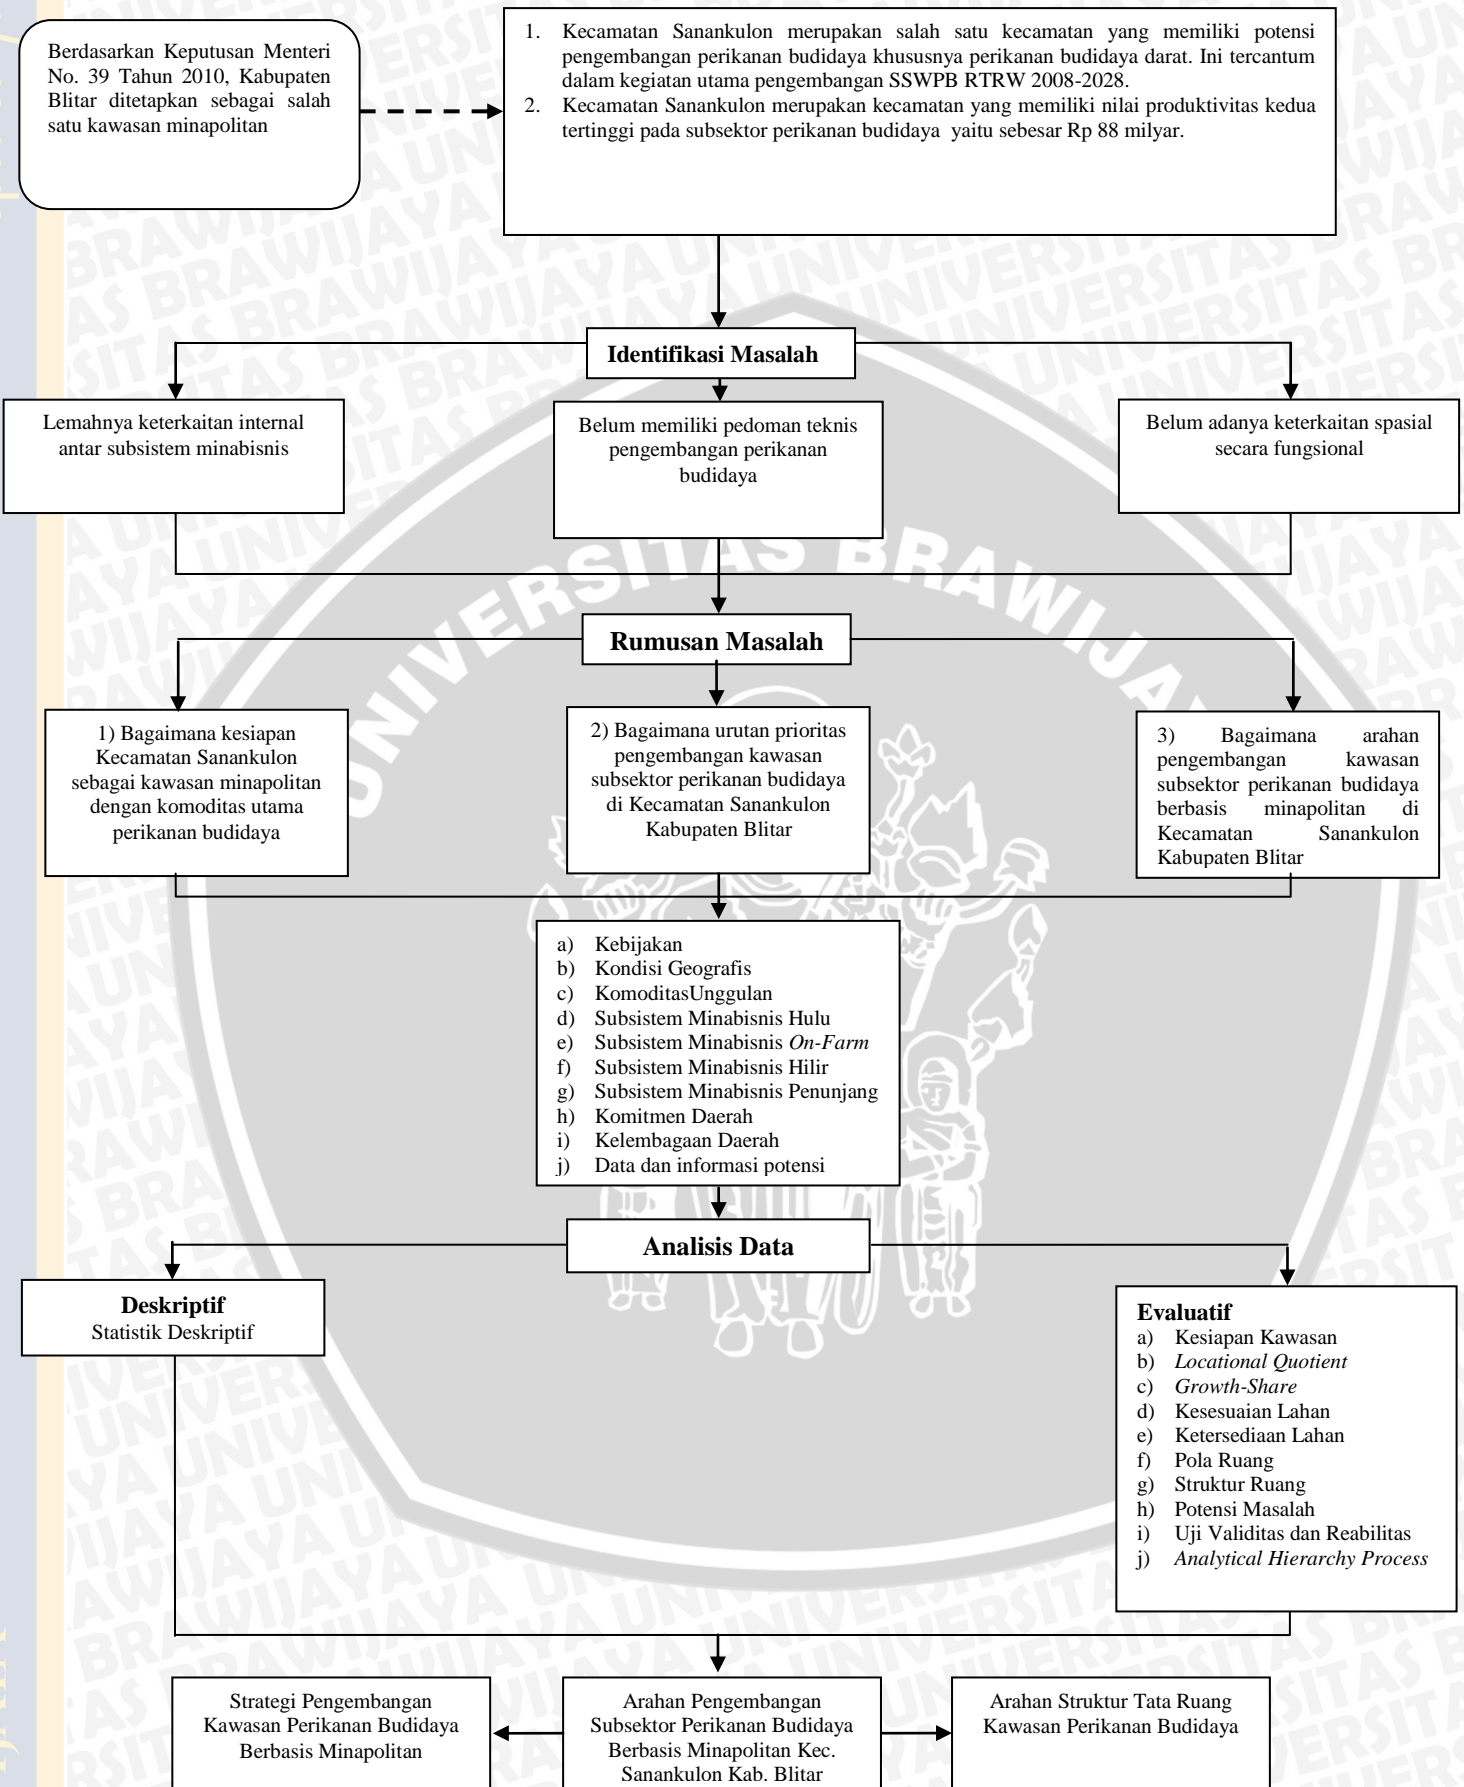 Berdasarkan Keputusan Menteri
No. 39 Tahun 2010, Kabupaten
Blitar ditetapkan sebagai salah
satu kawasan minapolitan
1. Kecamatan Sanankulon merupakan salah satu kecamatan yang memiliki potensi
pengembangan perikanan budidaya khususnya perikanan budidaya darat. Ini tercantum
dalam kegiatan utama pengembangan SSWPB RTRW 2008-2028.
2. Kecamatan Sanankulon merupakan kecamatan yang memiliki nilai produktivitas kedua
tertinggi pada subsektor perikanan budidaya yaitu sebesar Rp 88 milyar.
Identifikasi Masalah
Lemahnya keterkaitan internal
antar subsistem minabisnis
Belum memiliki pedoman teknis
pengembangan perikanan
budidaya
Belum adanya keterkaitan spasial
secara fungsional
UNIVERSITAS BRAWIJA
Rumusan Masalah
1) Bagaimana kesiapan
Kecamatan Sanankulon
sebagai kawasan minapolitan
dengan komoditas utama
perikanan budidaya
2) Bagaimana urutan prioritas
pengembangan kawasan
subsektor perikanan budidaya
di Kecamatan Sanankulon
Kabupaten Blitar
3) Bagaimana arahan
pengembangan kawasan
subsektor perikanan budidaya
berbasis minapolitan di
Kecamatan Sanankulon
Kabupaten Blitar
a) Kebijakan
b) Kondisi Geografis
c) KomoditasUnggulan
d) Subsistem Minabisnis Hulu
e) Subsistem Minabisnis On-Farm
f) Subsistem Minabisnis Hilir
g) Subsistem Minabisnis Penunjang
h) Komitmen Daerah
i) Kelembagaan Daerah
j) Data dan informasi potensi
Analisis Data
Deskriptif
Statistik Deskriptif
Evaluatif
a) Kesiapan Kawasan
b) Locational Quotient
c) Growth-Share
d) Kesesuaian Lahan
e) Ketersediaan Lahan
f) Pola Ruang
g) Struktur Ruang
h) Potensi Masalah
i) Uji Validitas dan Reabilitas
j) Analytical Hierarchy Process
Strategi Pengembangan
Kawasan Perikanan Budidaya
Berbasis Minapolitan
Arahan Pengembangan
Subsektor Perikanan Budidaya
Berbasis Minapolitan Kec.
Sanankulon Kab. Blitar
Arahan Struktur Tata Ruang
Kawasan Perikanan Budidaya